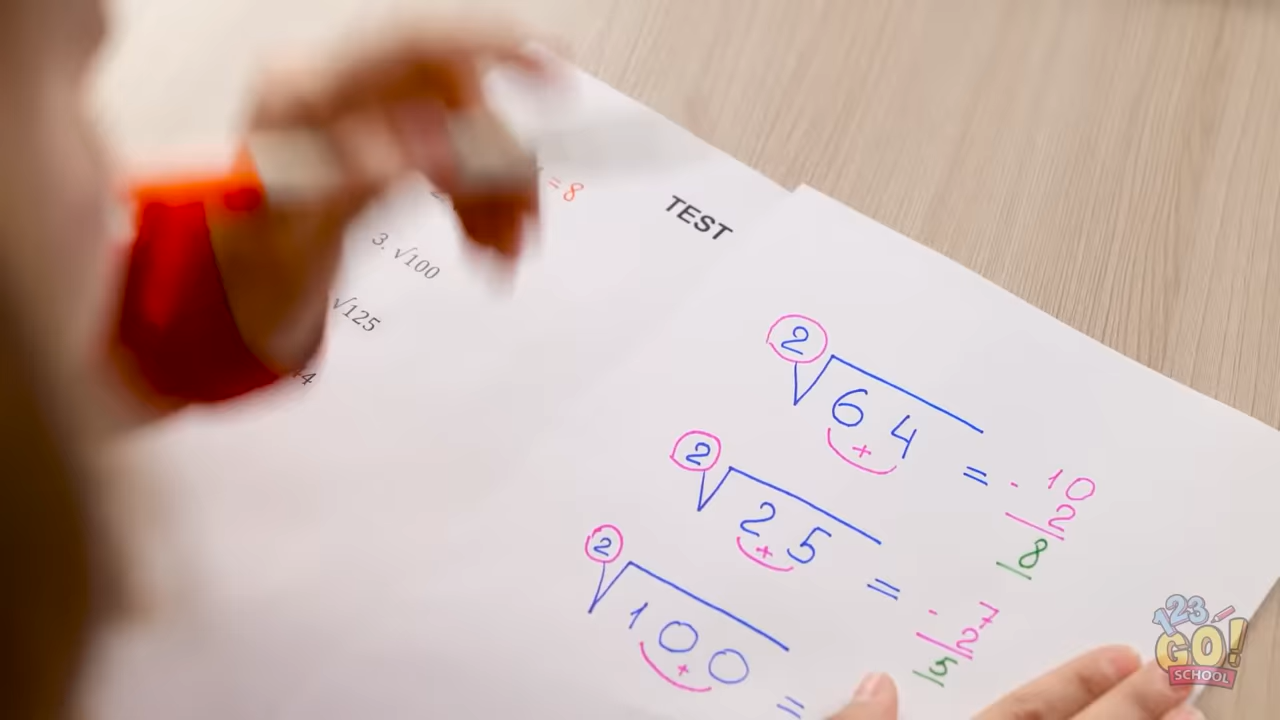 = 8
3. √100
√125
TEST
2√64 = - 10
2
8
2√25 = - 7
2
5
2√100 =
+
+
+
123
GO!
SCHOOL